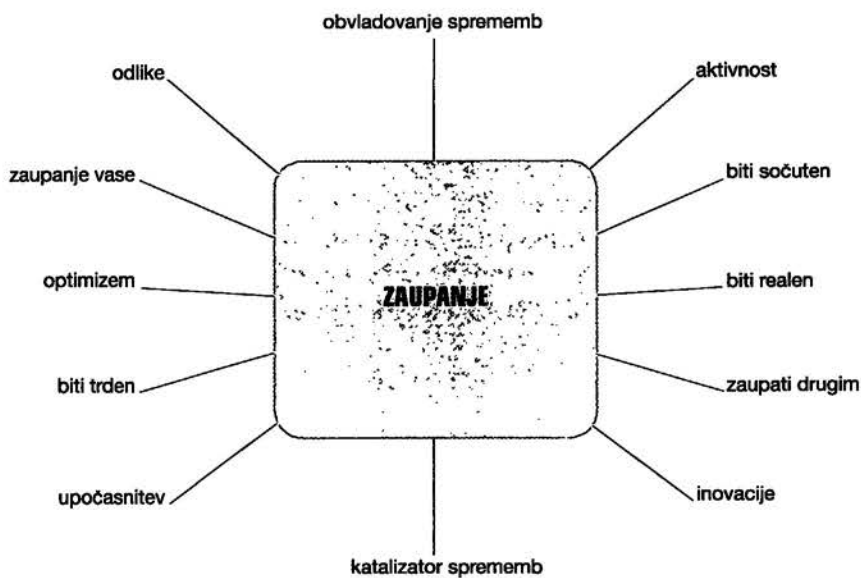 obvladovanje sprememb
odlike
aktivnost
zaupanje vase
biti sočuten
optimizem
ZAUPANJE
biti realen
biti trden
zaupati drugim
upočasnitev
inovacije
katalizator sprememb